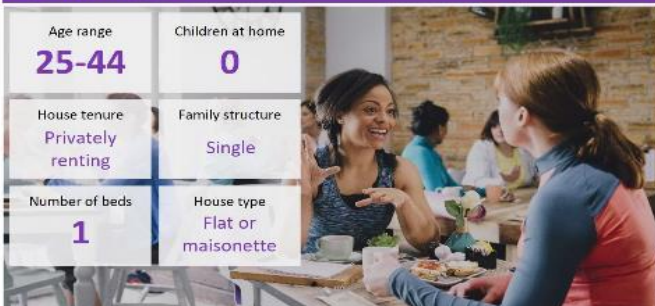 Age range
25-44
Children at home
0
House tenure
Privately
renting
Family structure
Single
Number of beds
1
House type
Flat or
maisonette